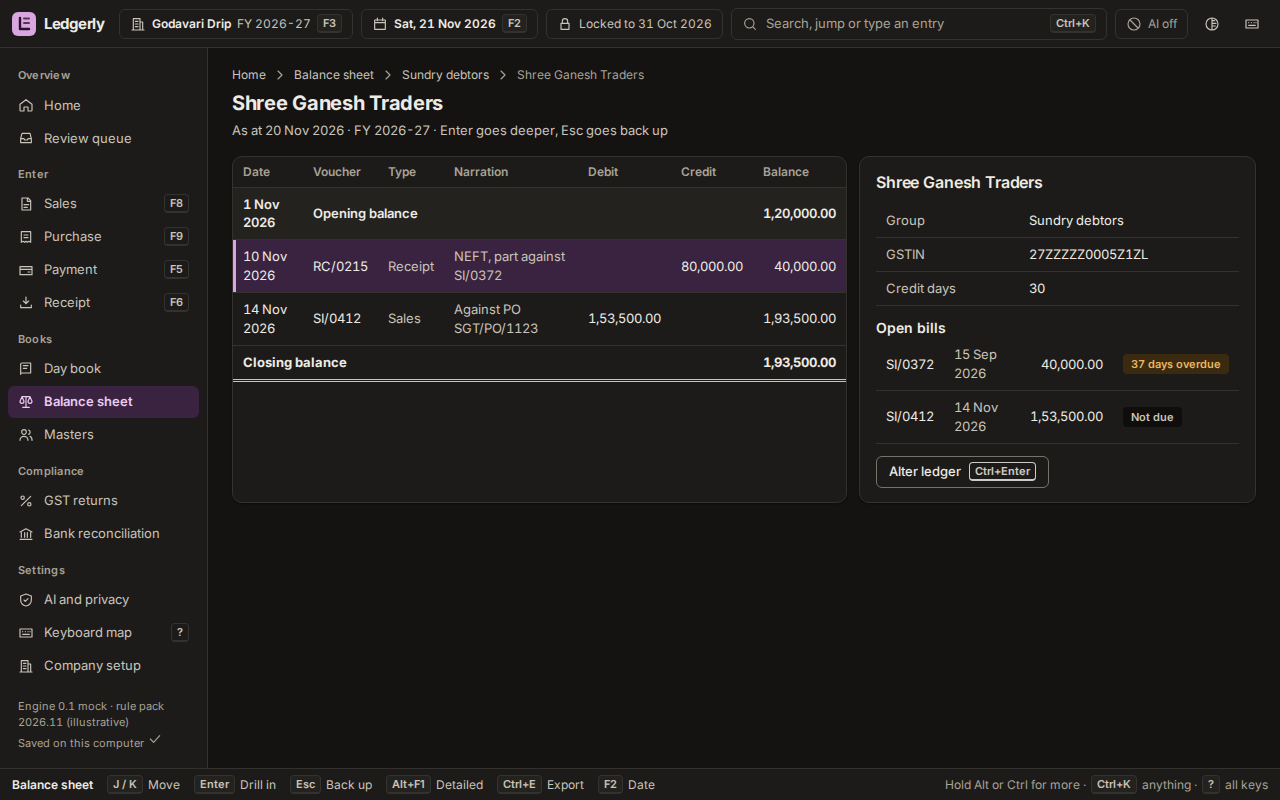 Ledgerly
Godavari Drip FY 2026-27 F3
Sat, 21 Nov 2026 F2
Locked to 31 Oct 2026
Search, jump or type an entry Ctrl+K
AI off
Overview
Home
Review queue
Enter
Sales F8
Purchase F9
Payment F5
Receipt F6
Books
Day book
Balance sheet
Masters
Compliance
GST returns
Bank reconciliation
Settings
AI and privacy
Keyboard map ?
Company setup
Engine 0.1 mock · rule pack
2026.11 (illustrative)
Saved on this computer
Home > Balance sheet > Sundry debtors > Shree Ganesh Traders
Shree Ganesh Traders
As at 20 Nov 2026 · FY 2026-27 · Enter goes deeper, Esc goes back up
Date Voucher Type Narration Debit Credit Balance
1 Nov
2026 Opening balance 1,20,000.00
10 Nov
2026 RC/0215 Receipt NEFT, part against
SI/0372 80,000.00 40,000.00
14 Nov
2026 SI/0412 Sales Against PO
SGT/PO/1123 1,53,500.00 1,93,500.00
Closing balance 1,93,500.00
Shree Ganesh Traders
Group Sundry debtors
GSTIN 27ZZZZZ0005Z1ZL
Credit days 30
Open bills
SI/0372 15 Sep
2026 40,000.00 37 days overdue
SI/0412 14 Nov
2026 1,53,500.00 Not due
Alter ledger Ctrl+Enter
Balance sheet J / K Move Enter Drill in Esc Back up Alt+F1 Detailed Ctrl+E Export F2 Date
Hold Alt or Ctrl for more · Ctrl+K anything · ? all keys